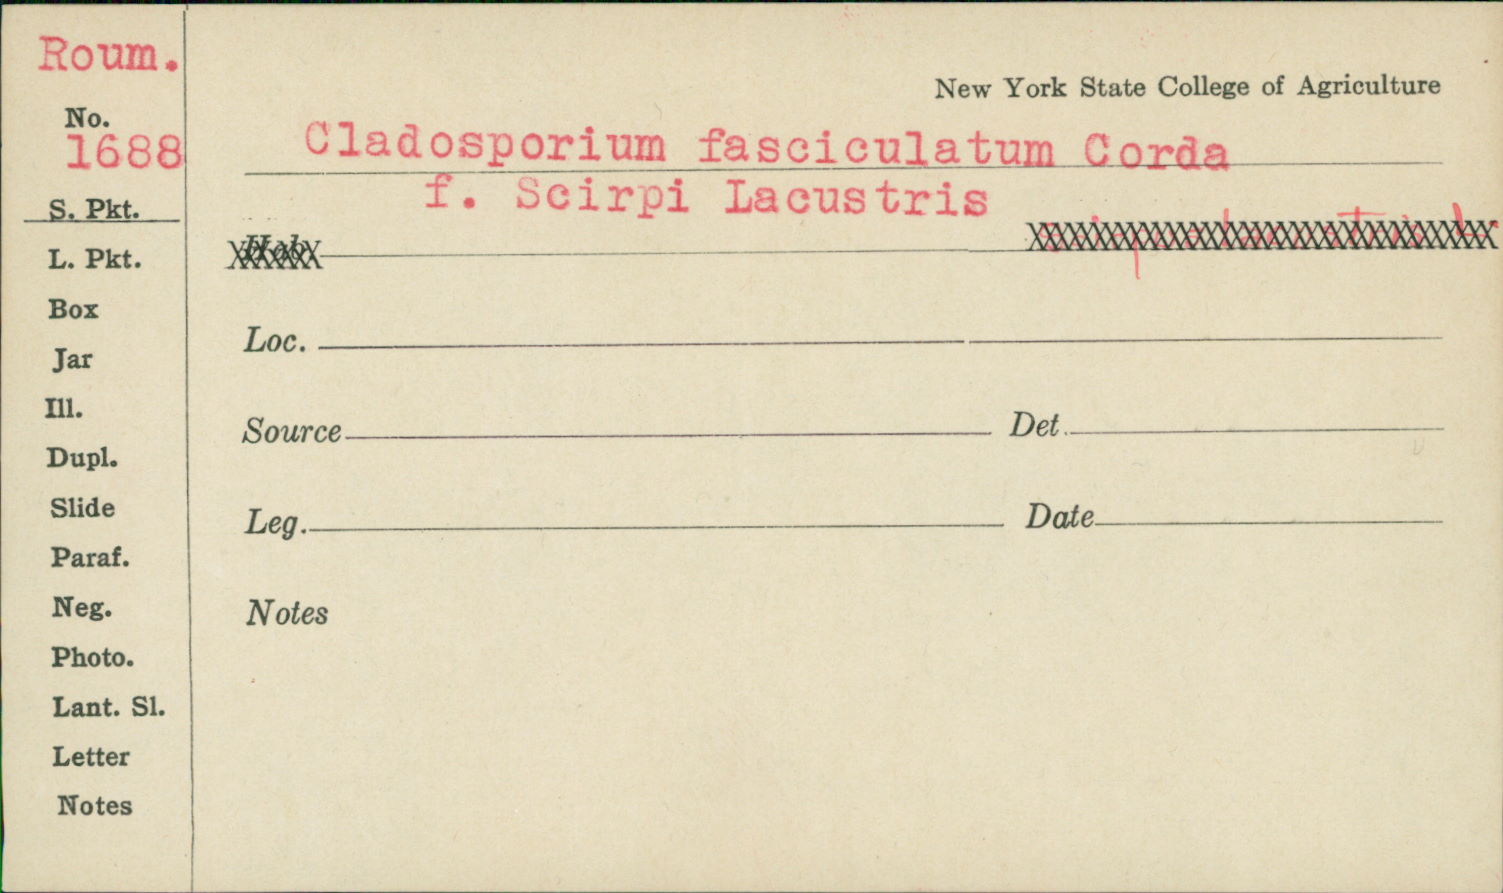 Roum.
No.
1688
S. Pkt.
L. Pkt.
Box
Jar
Ill.
Dupl.
Slide
Paraf.
Neg.
Photo.
Lant. Sl.
Letter
Notes
New York State College of Agriculture
Cladosporium fasciculatum Corda
f. Scirpi Lacustris
Hab.
Loc.
Source
Det.
Leg.
Date
Notes